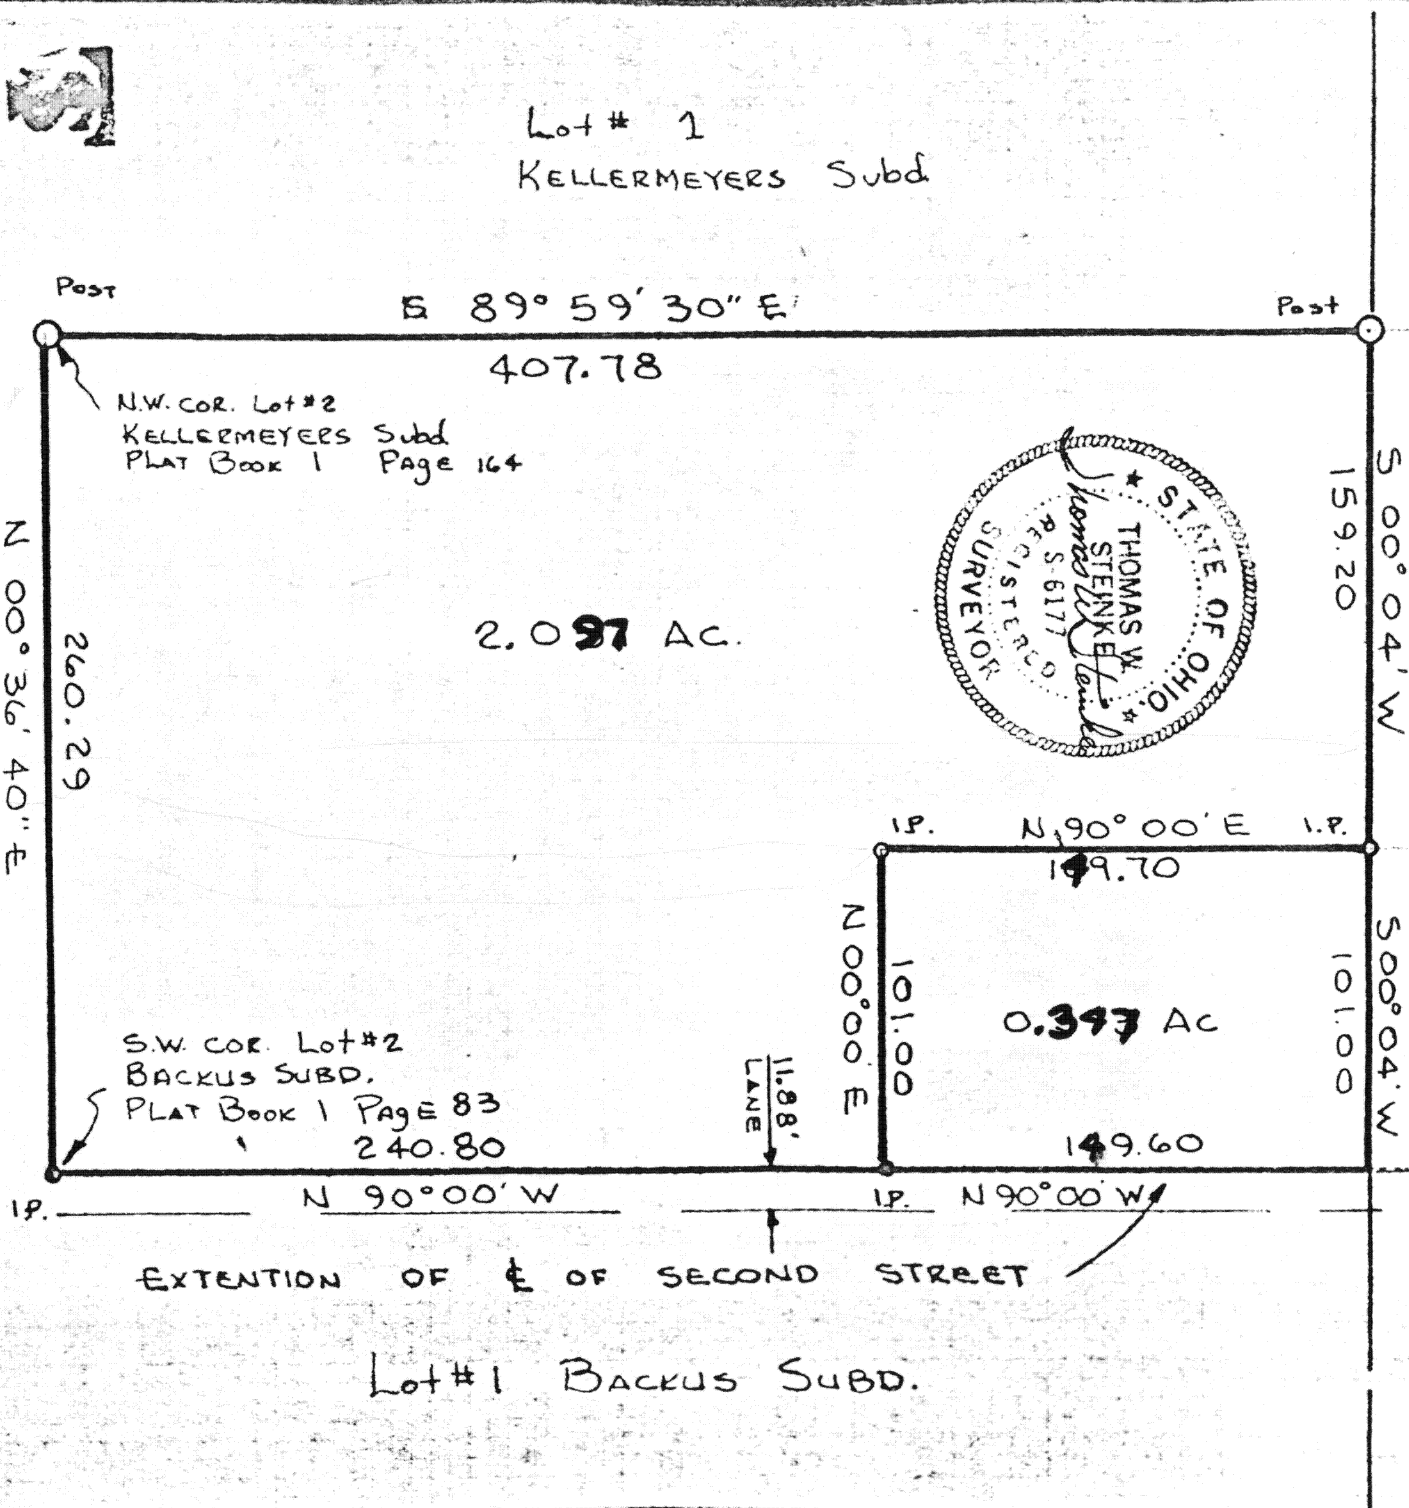 Lot # 1
KELLERMEYERS Subd
POST
S 89° 59' 30" E
Post
407.78
N.W. COR. Lot #2
KELLERMEYERS Subd
PLAT BOOK 1 PAGE 164
N 00° 36' 40" E
260.29
S 00° 04' W
159.20
STATE OF OHIO
THOMAS W.
STEINKE
S-6177
REGISTERED
SURVEYOR
Thomas W. Steinke
2.097 AC.
I.P.
N 90° 00' E
I.P.
149.70
N 00° 00' E
101.00
0.347 AC
101.00
S 00° 04' W
S.W. COR. Lot #2
BACKUS SUBD.
PLAT BOOK 1 PAGE 83
240.80
11.88'
LANE
149.60
I.P.
N 90° 00' W
I.P.
N 90° 00' W
EXTENTION OF ℄ OF SECOND STREET
Lot #1 BACKUS SUBD.